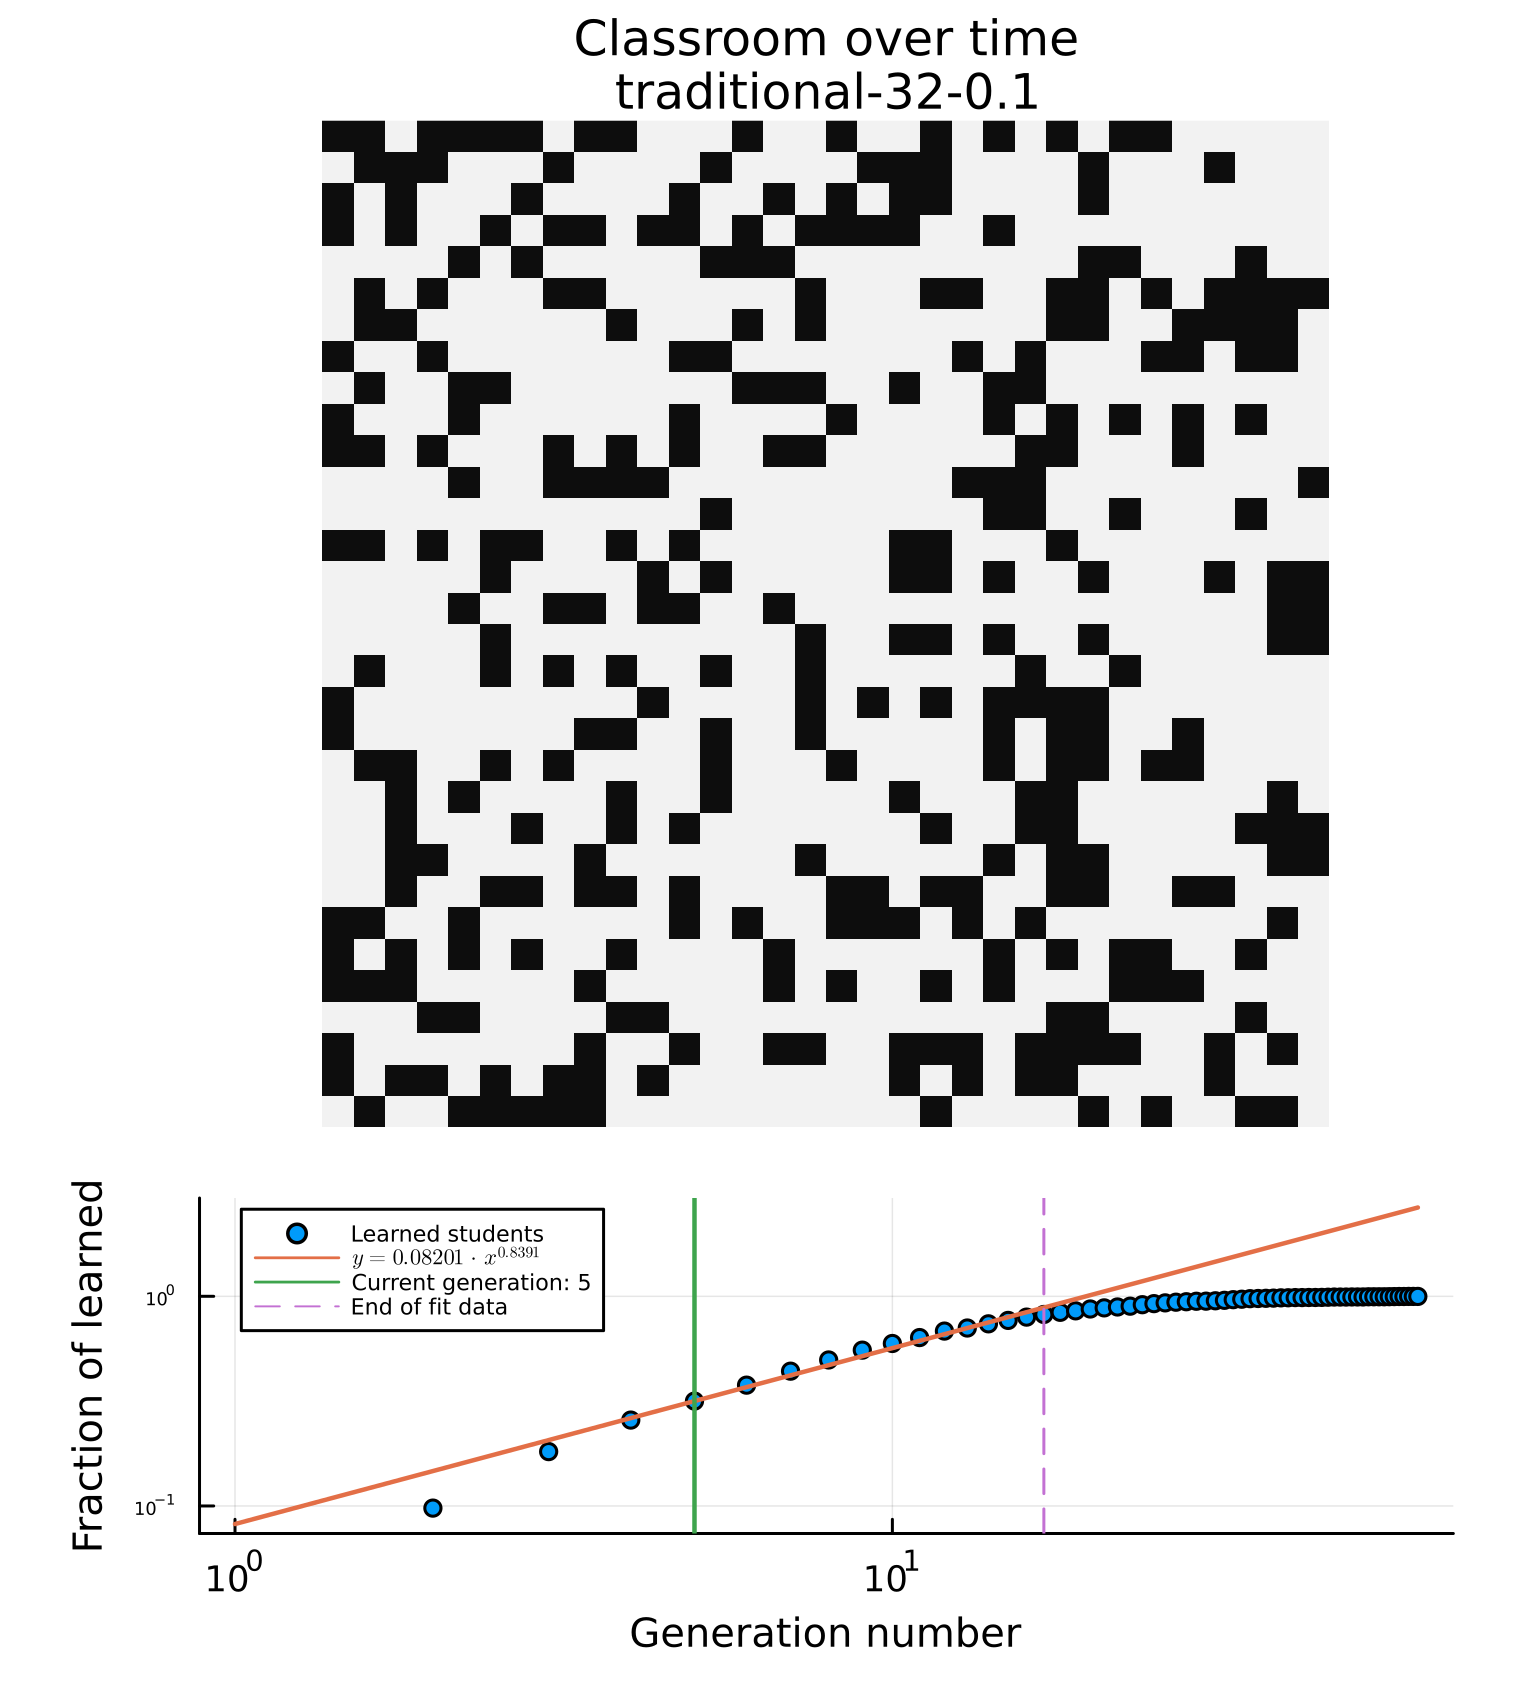 Classroom over time
traditional-32-0.1
Fraction of learned
Learned students
y = 0.08201 · x^0.8391
Current generation: 5
End of fit data
10^0
10^-1
10^0
10^1
Generation number